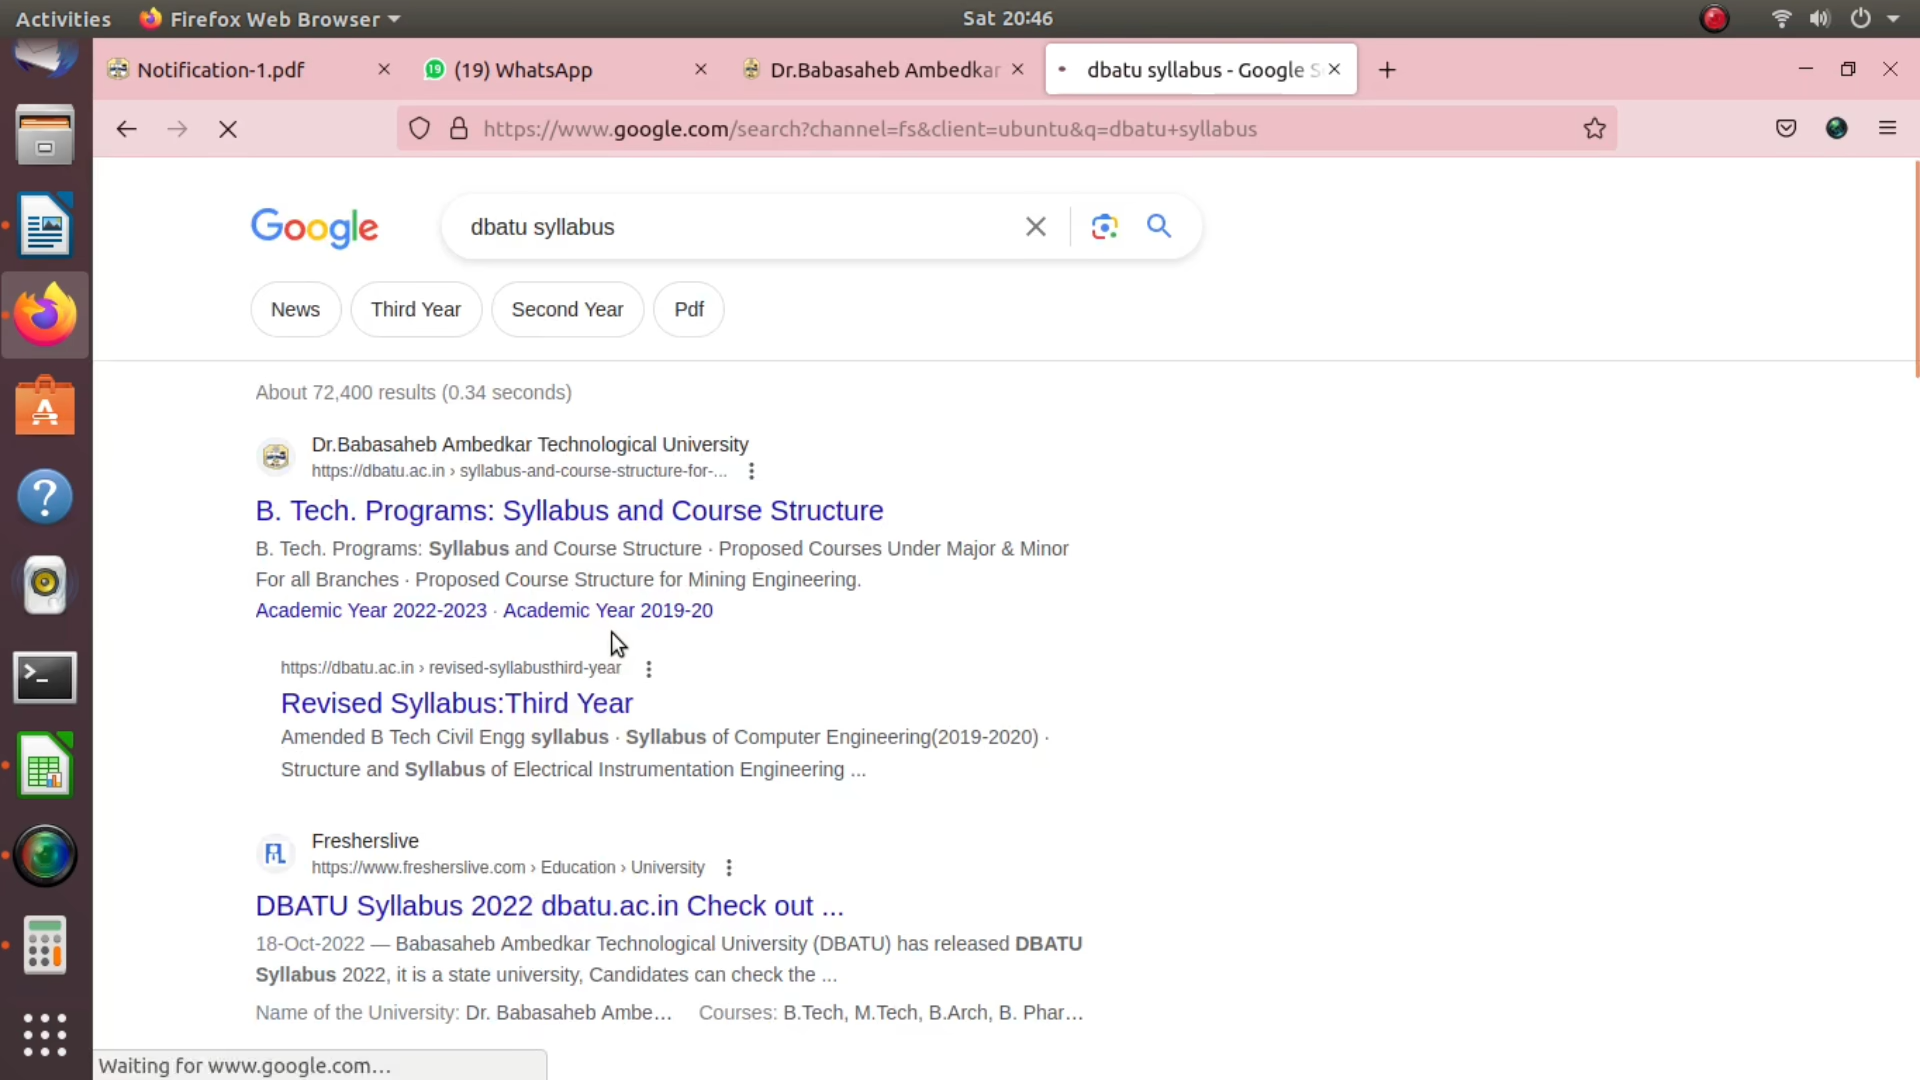 Activities Firefox Web Browser Sat 20:46
Notification-1.pdf 19 (19) WhatsApp Dr.Babasaheb Ambedkar dbatu syllabus - Google S
https://www.google.com/search?channel=fs&client=ubuntu&q=dbatu+syllabus
Google dbatu syllabus
News Third Year Second Year Pdf
About 72,400 results (0.34 seconds)
Dr.Babasaheb Ambedkar Technological University
https://dbatu.ac.in › syllabus-and-course-structure-for-...
B. Tech. Programs: Syllabus and Course Structure
B. Tech. Programs: Syllabus and Course Structure · Proposed Courses Under Major & Minor
For all Branches · Proposed Course Structure for Mining Engineering.
Academic Year 2022-2023 · Academic Year 2019-20
https://dbatu.ac.in › revised-syllabusthird-year
Revised Syllabus:Third Year
Amended B Tech Civil Engg syllabus · Syllabus of Computer Engineering(2019-2020) ·
Structure and Syllabus of Electrical Instrumentation Engineering ...
Fresherslive
https://www.fresherslive.com › Education › University
DBATU Syllabus 2022 dbatu.ac.in Check out ...
18-Oct-2022 — Babasaheb Ambedkar Technological University (DBATU) has released DBATU
Syllabus 2022, it is a state university, Candidates can check the ...
Name of the University: Dr. Babasaheb Ambe... Courses: B.Tech, M.Tech, B.Arch, B. Phar...
Waiting for www.google.com...